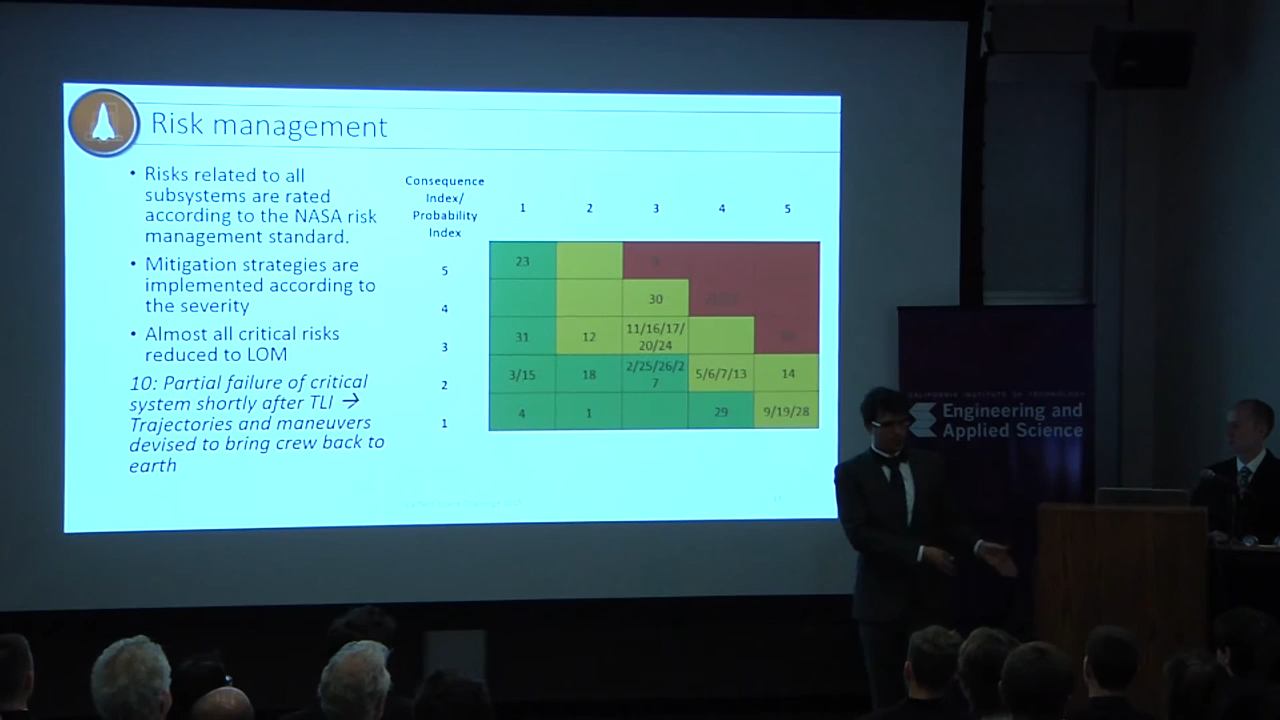 Risk management
• Risks related to all
subsystems are rated
according to the NASA risk
management standard.
• Mitigation strategies are
implemented according to
the severity
• Almost all critical risks
reduced to LOM
10: Partial failure of critical
system shortly after TLI →
Trajectories and maneuvers
devised to bring crew back to
earth
Consequence
Index/
Probability
Index
1 2 3 4 5
5 23
4 30
3 31 12 11/16/17/
20/24
2 3/15 18 2/25/26/2
7 5/6/7/13 14
1 4 1 29 9/19/28
CALIFORNIA INSTITUTE OF TECHNOLOGY
Engineering and
Applied Science